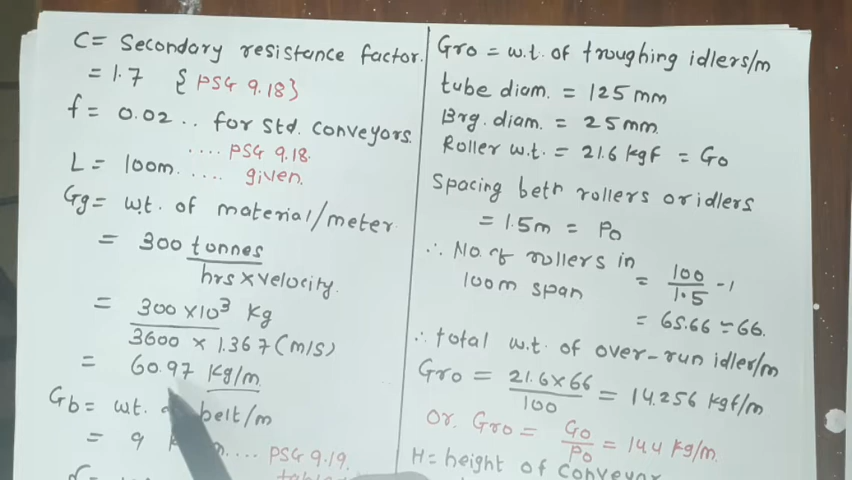 C = Secondary resistance factor.
= 1.7 {PSG 9.18}
f = 0.02 .. for Std. conveyors.
.... PSG 9.18.
L = 100m. .... given.
Gg = wt. of material/meter
= 300 tonnes
hrs x velocity.
= 300 x 10³ kg
3600 x 1.367 (m/s)
= 60.97 kg/m
Gb = wt. belt/m
= 9 .... PSG 9.19.
Gro = w.t. of troughing idlers/m
tube diam. = 125 mm
Brg. diam. = 25 mm.
Roller w.t. = 21.6 kgf = Go
Spacing betn rollers or idlers
= 1.5m = Po
∴ No. of rollers in
100m span = 100/1.5 - 1
= 65.66 ≃ 66.
∴ total w.t. of over-run idler/m
Gro = 21.6 x 66 / 100 = 14.256 kgf/m
Or. Gro = Go/Po = 14.4 kg/m.
H = height of conveyor